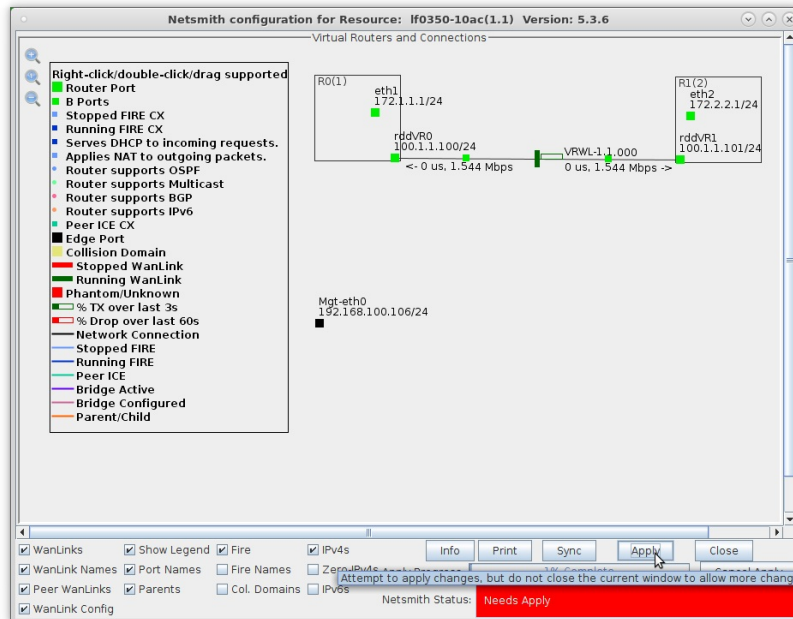 Netsmith configuration for Resource: lf0350-10ac(1.1) Version: 5.3.6
Virtual Routers and Connections
Right-click/double-click/drag supported
Router Port
B Ports
Stopped FIRE CX
Running FIRE CX
Serves DHCP to incoming requests.
Applies NAT to outgoing packets.
Router supports OSPF
Router supports Multicast
Router supports BGP
Router supports IPv6
Peer ICE CX
Edge Port
Collision Domain
Stopped WanLink
Running WanLink
Phantom/Unknown
% TX over last 3s
% Drop over last 60s
Network Connection
Stopped FIRE
Running FIRE
Peer ICE
Bridge Active
Bridge Configured
Parent/Child
R0(1)
eth1
172.1.1.1/24
rddVR0
100.1.1.100/24
<- 0 us, 1.544 Mbps
VRWL-1.1.000
0 us, 1.544 Mbps ->
R1(2)
eth2
172.2.2.1/24
rddVR1
100.1.1.101/24
Mgt-eth0
192.168.100.106/24
WanLinks Show Legend Fire IPv4s Info Print Sync Apply Close
WanLink Names Port Names Fire Names Zero-IPv4s Apply Progress 1% Complete Cancel Apply
Attempt to apply changes, but do not close the current window to allow more chang
Peer WanLinks Parents Col. Domains IPv6s Netsmith Status: Needs Apply
WanLink Config